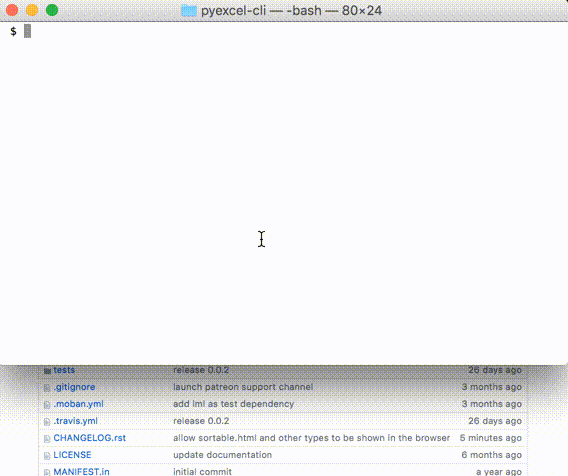 pyexcel-cli — -bash — 80×24
$
tests release 0.0.2 26 days ago
.gitignore launch patreon support channel 3 months ago
.moban.yml add lml as test dependency 3 months ago
.travis.yml release 0.0.2 26 days ago
CHANGELOG.rst allow sortable.html and other types to be shown in the browser 5 minutes ago
LICENSE update documentation 6 months ago
MANIFEST.in initial commit a year ago